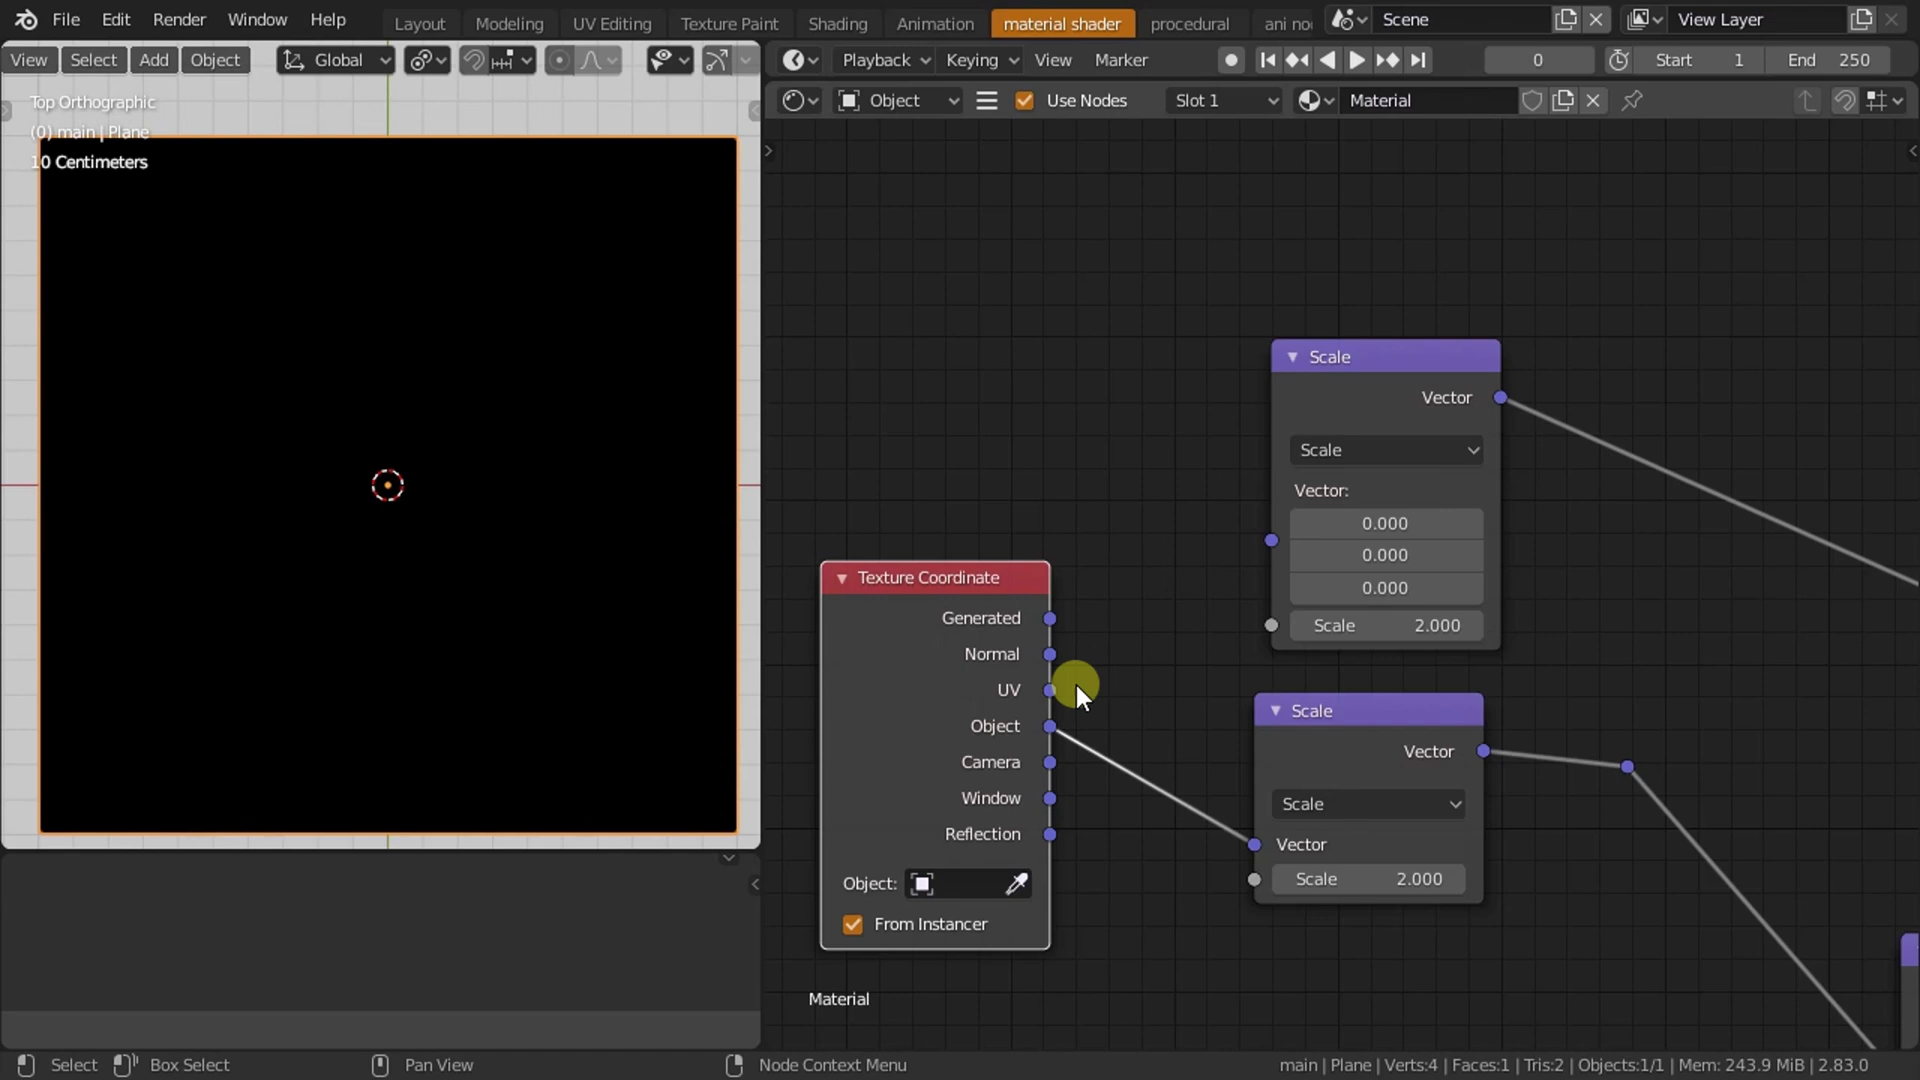 File Edit Render Window Help Layout Modeling UV Editing Texture Paint Shading Animation material shader procedural ani no Scene View Layer
View Select Add Object Global Playback Keying View Marker 0 Start 1 End 250
Object Use Nodes Slot 1 Material
Top Orthographic
(0) main | Plane
10 Centimeters
Scale
Vector
Scale
Vector:
0.000
0.000
0.000
Scale 2.000
Texture Coordinate
Generated
Normal
UV
Object
Camera
Window
Reflection
Object:
From Instancer
Scale
Vector
Scale
Vector
Scale 2.000
Material
Select Box Select Pan View Node Context Menu main | Plane | Verts:4 | Faces:1 | Tris:2 | Objects:1/1 | Mem: 243.9 MiB | 2.83.0